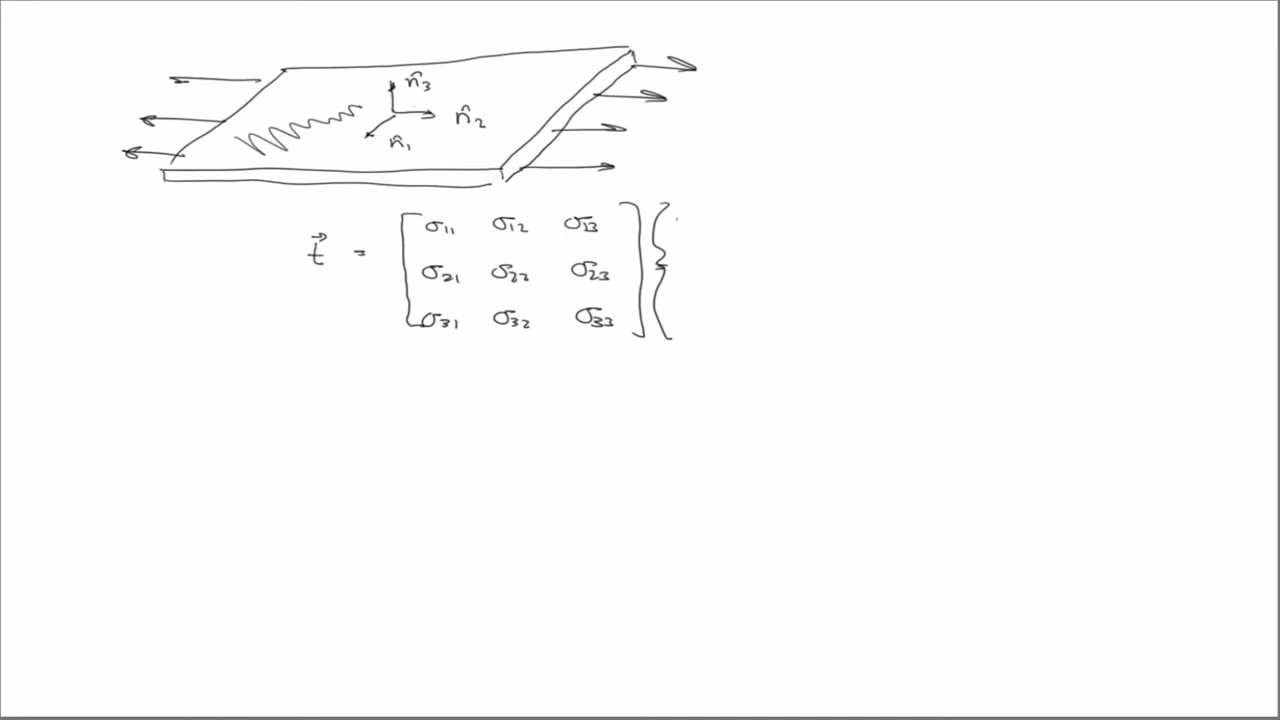 n̂₃
n̂₂
n̂₁
t⃗ = [ σ₁₁ σ₁₂ σ₁₃ ] {
σ₂₁ σ₂₂ σ₂₃
σ₃₁ σ₃₂ σ₃₃